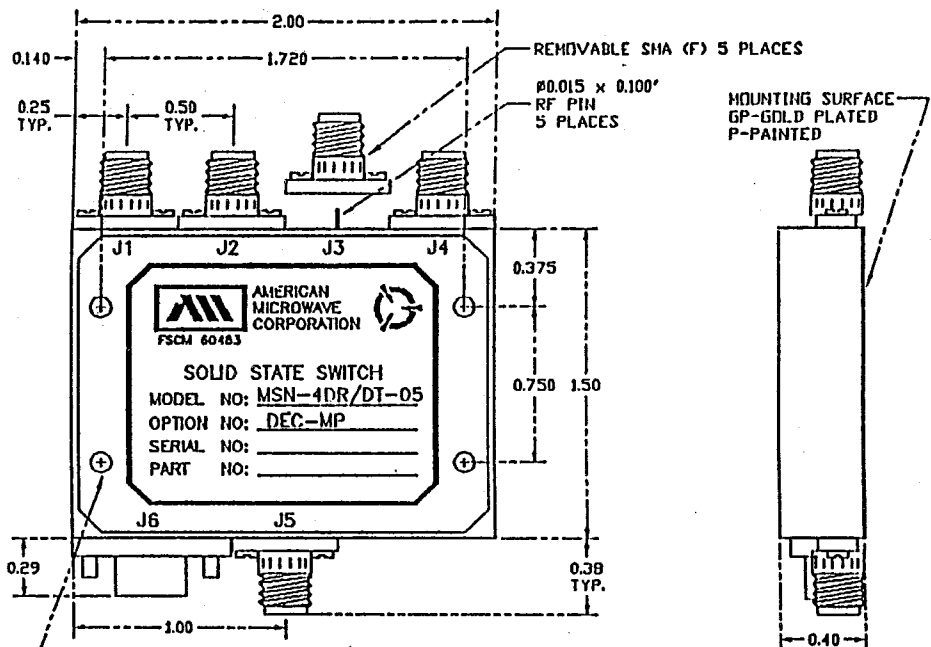 2.00
0.140
1.720
REMOVABLE SMA (F) 5 PLACES
0.25
TYP.
0.50
TYP.
Ø0.015 x 0.100"
RF PIN
5 PLACES
MOUNTING SURFACE
GP-GOLD PLATED
P-PAINTED
J1 J2 J3 J4
0.375
AMERICAN
MICROWAVE
CORPORATION
FSCM 60483
SOLID STATE SWITCH
MODEL NO: MSN-4DR/DT-05
OPTION NO: DEC-MP
SERIAL NO:
PART NO:
0.750
1.50
J6 J5
0.29
0.38
TYP.
1.00
0.40